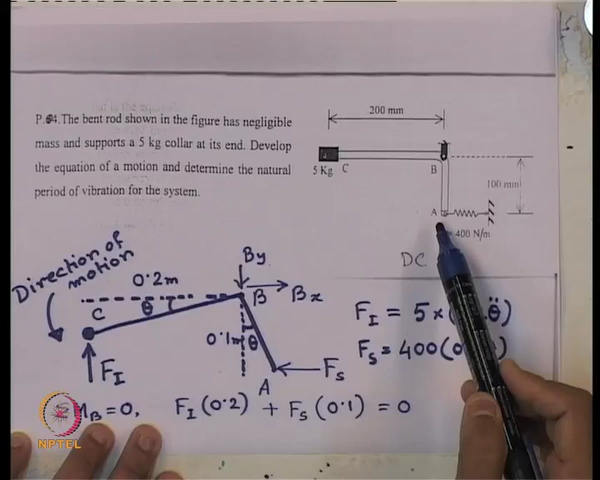 P.64. The bent rod shown in the figure has negligible
mass and supports a 5 kg collar at its end. Develop
the equation of a motion and determine the natural
period of vibration for the system.
200 mm
5 Kg
C
B
100 mm
A
400 N/m
DC
Direction of
motion
0.2m
By
C
θ
B
Bx
0.1m
θ
FI
A
Fs
FI = 5 × (
θ̈)
Fs = 400 (0
)
MB = 0, FI (0.2) + Fs (0.1) = 0
NPTEL